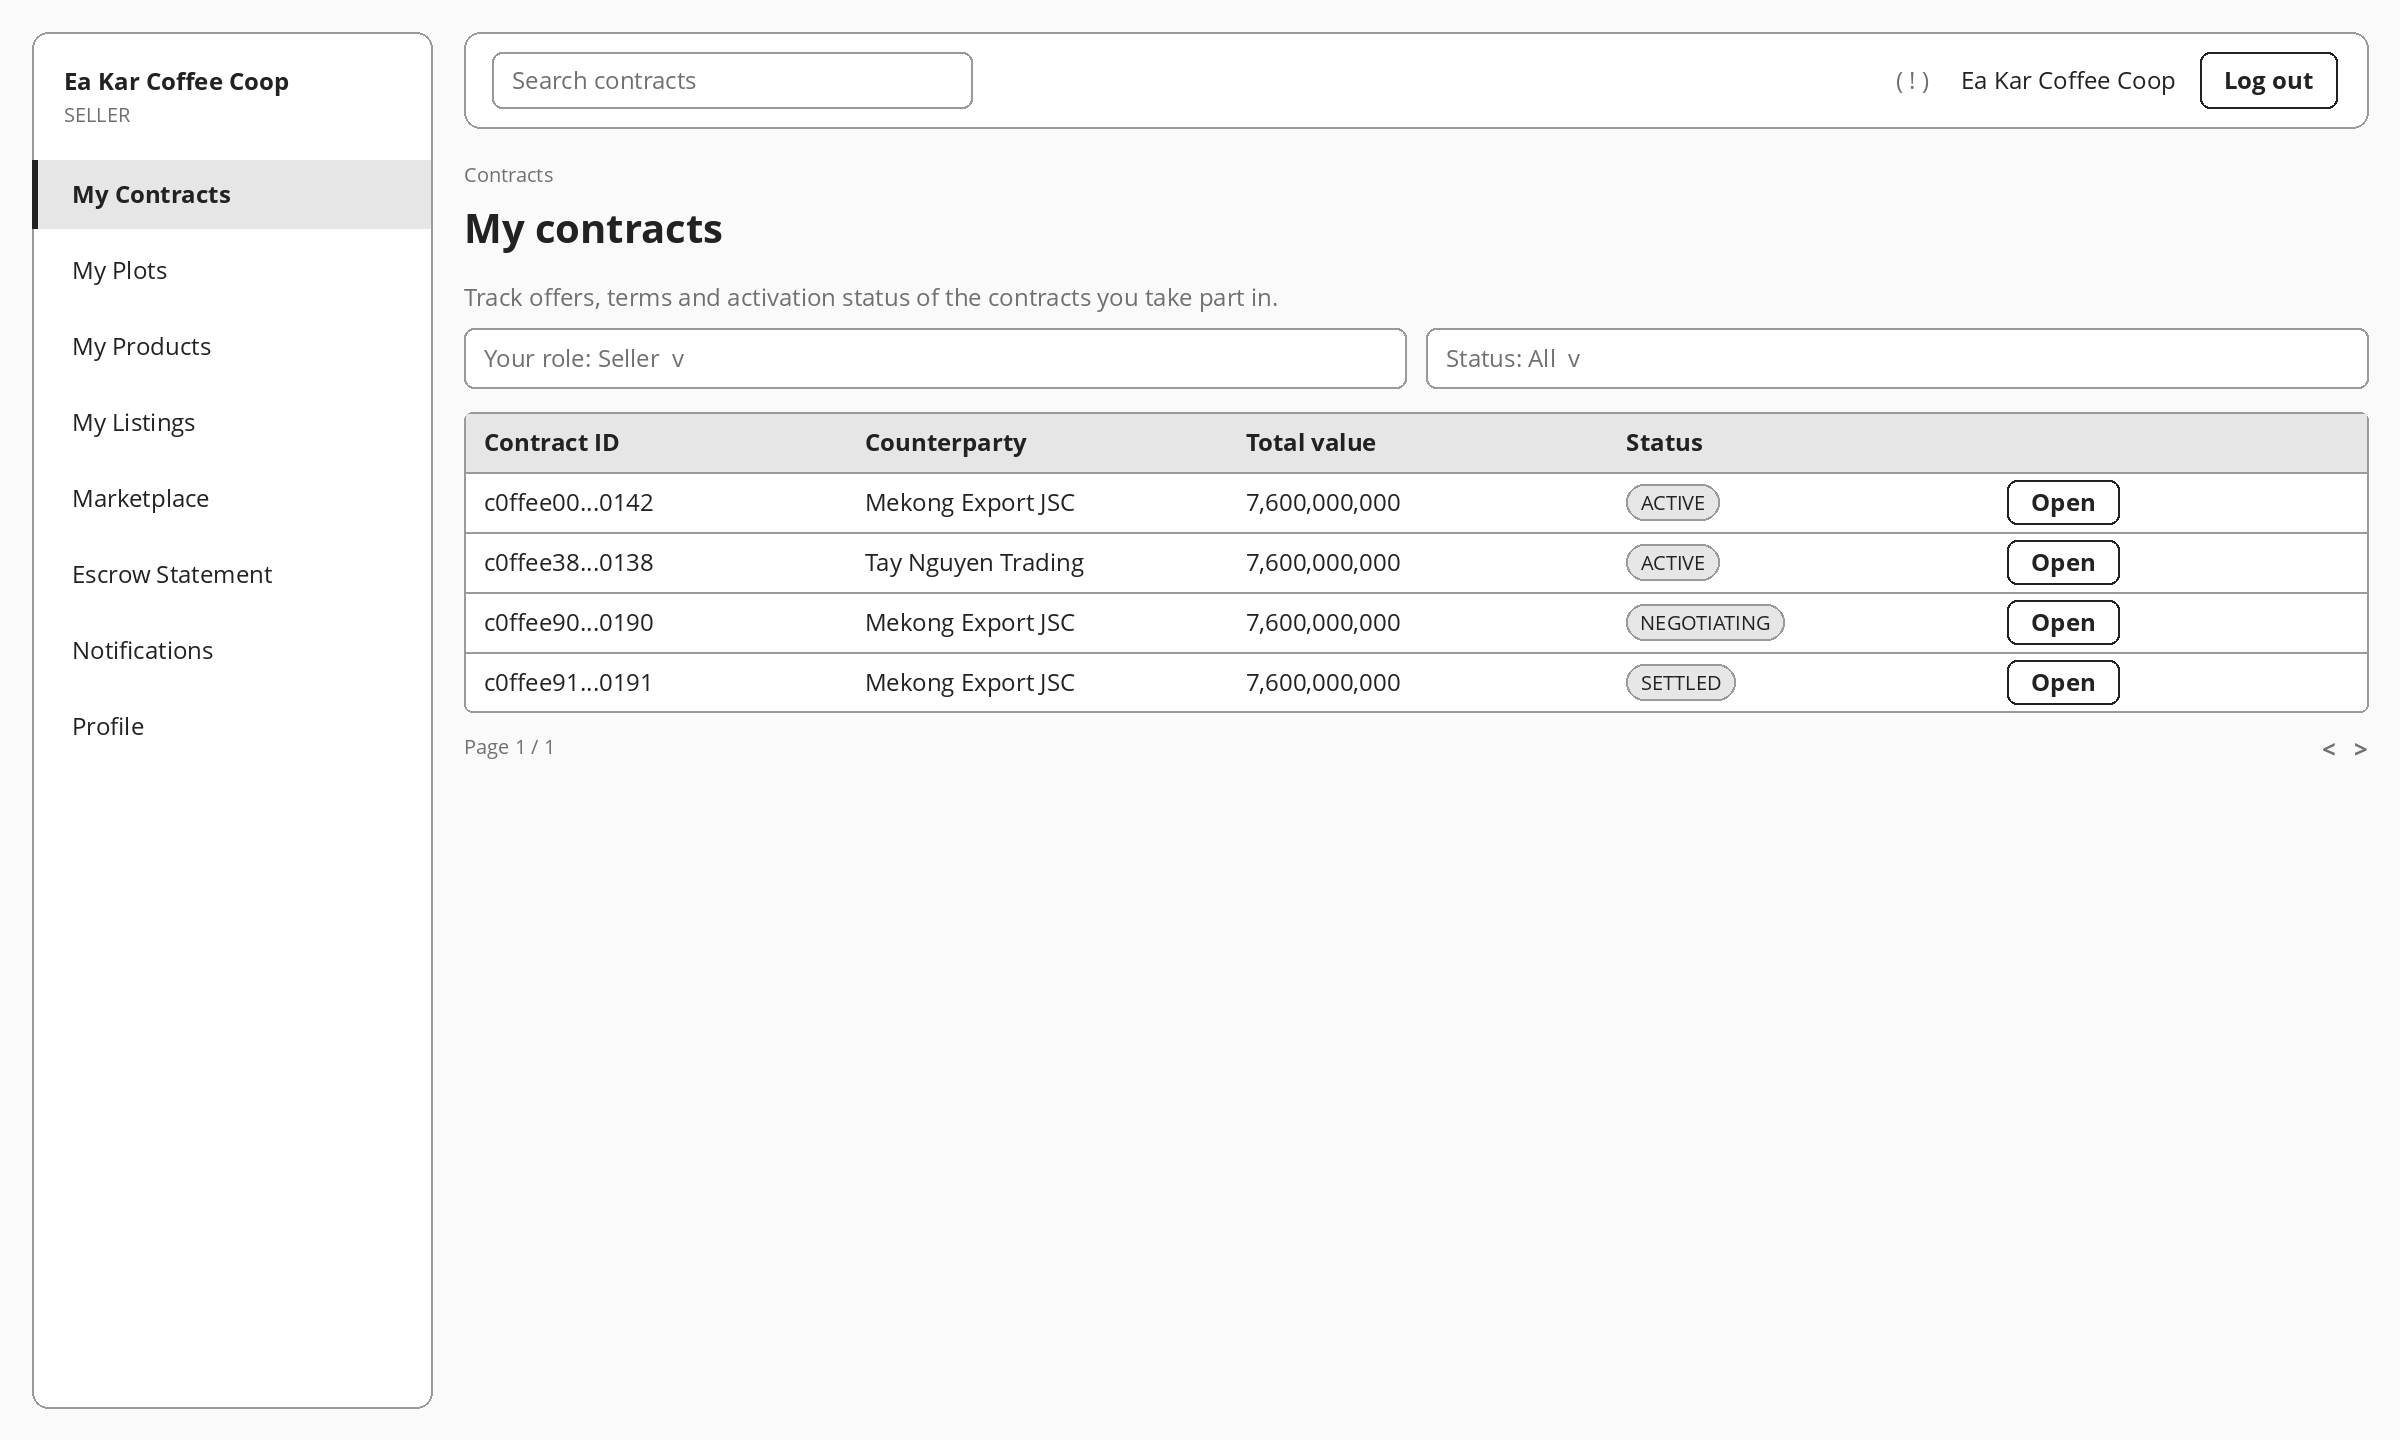 Ea Kar Coffee Coop
SELLER
My Contracts
My Plots
My Products
My Listings
Marketplace
Escrow Statement
Notifications
Profile
Search contracts
( ! ) Ea Kar Coffee Coop Log out
Contracts
My contracts
Track offers, terms and activation status of the contracts you take part in.
Your role: Seller v Status: All v
Contract ID Counterparty Total value Status
c0ffee00...0142 Mekong Export JSC 7,600,000,000 ACTIVE Open
c0ffee38...0138 Tay Nguyen Trading 7,600,000,000 ACTIVE Open
c0ffee90...0190 Mekong Export JSC 7,600,000,000 NEGOTIATING Open
c0ffee91...0191 Mekong Export JSC 7,600,000,000 SETTLED Open
Page 1 / 1 < >